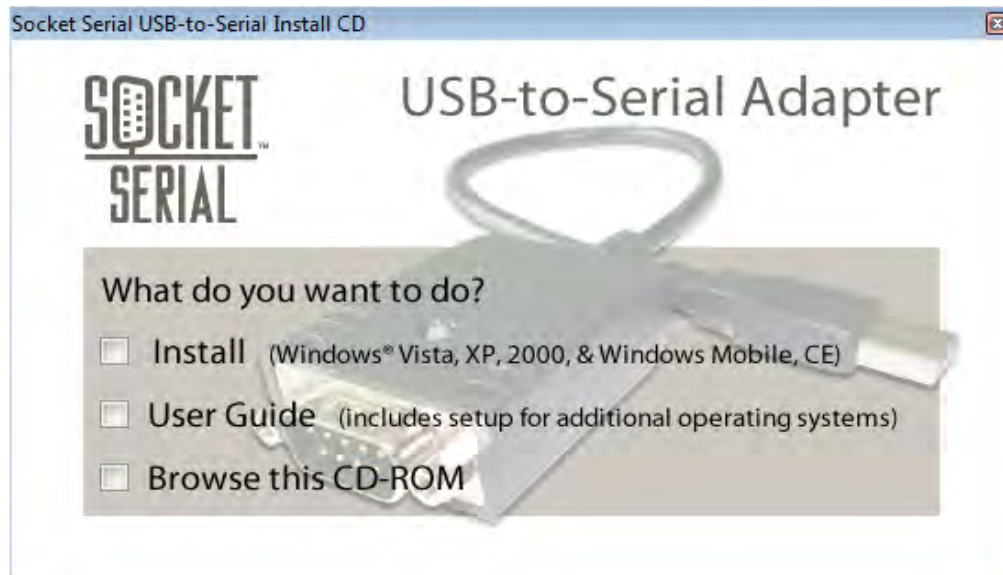 Socket Serial USB-to-Serial Install CD
SOCKET™
SERIAL
USB-to-Serial Adapter
What do you want to do?
Install (Windows® Vista, XP, 2000, & Windows Mobile, CE)
User Guide (includes setup for additional operating systems)
Browse this CD-ROM